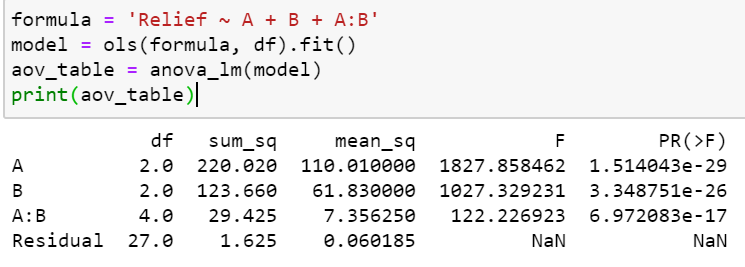 formula = 'Relief ~ A + B + A:B'
model = ols(formula, df).fit()
aov_table = anova_lm(model)
print(aov_table)
df sum_sq mean_sq F PR(>F)
A 2.0 220.020 110.010000 1827.858462 1.514043e-29
B 2.0 123.660 61.830000 1027.329231 3.348751e-26
A:B 4.0 29.425 7.356250 122.226923 6.972083e-17
Residual 27.0 1.625 0.060185 NaN NaN